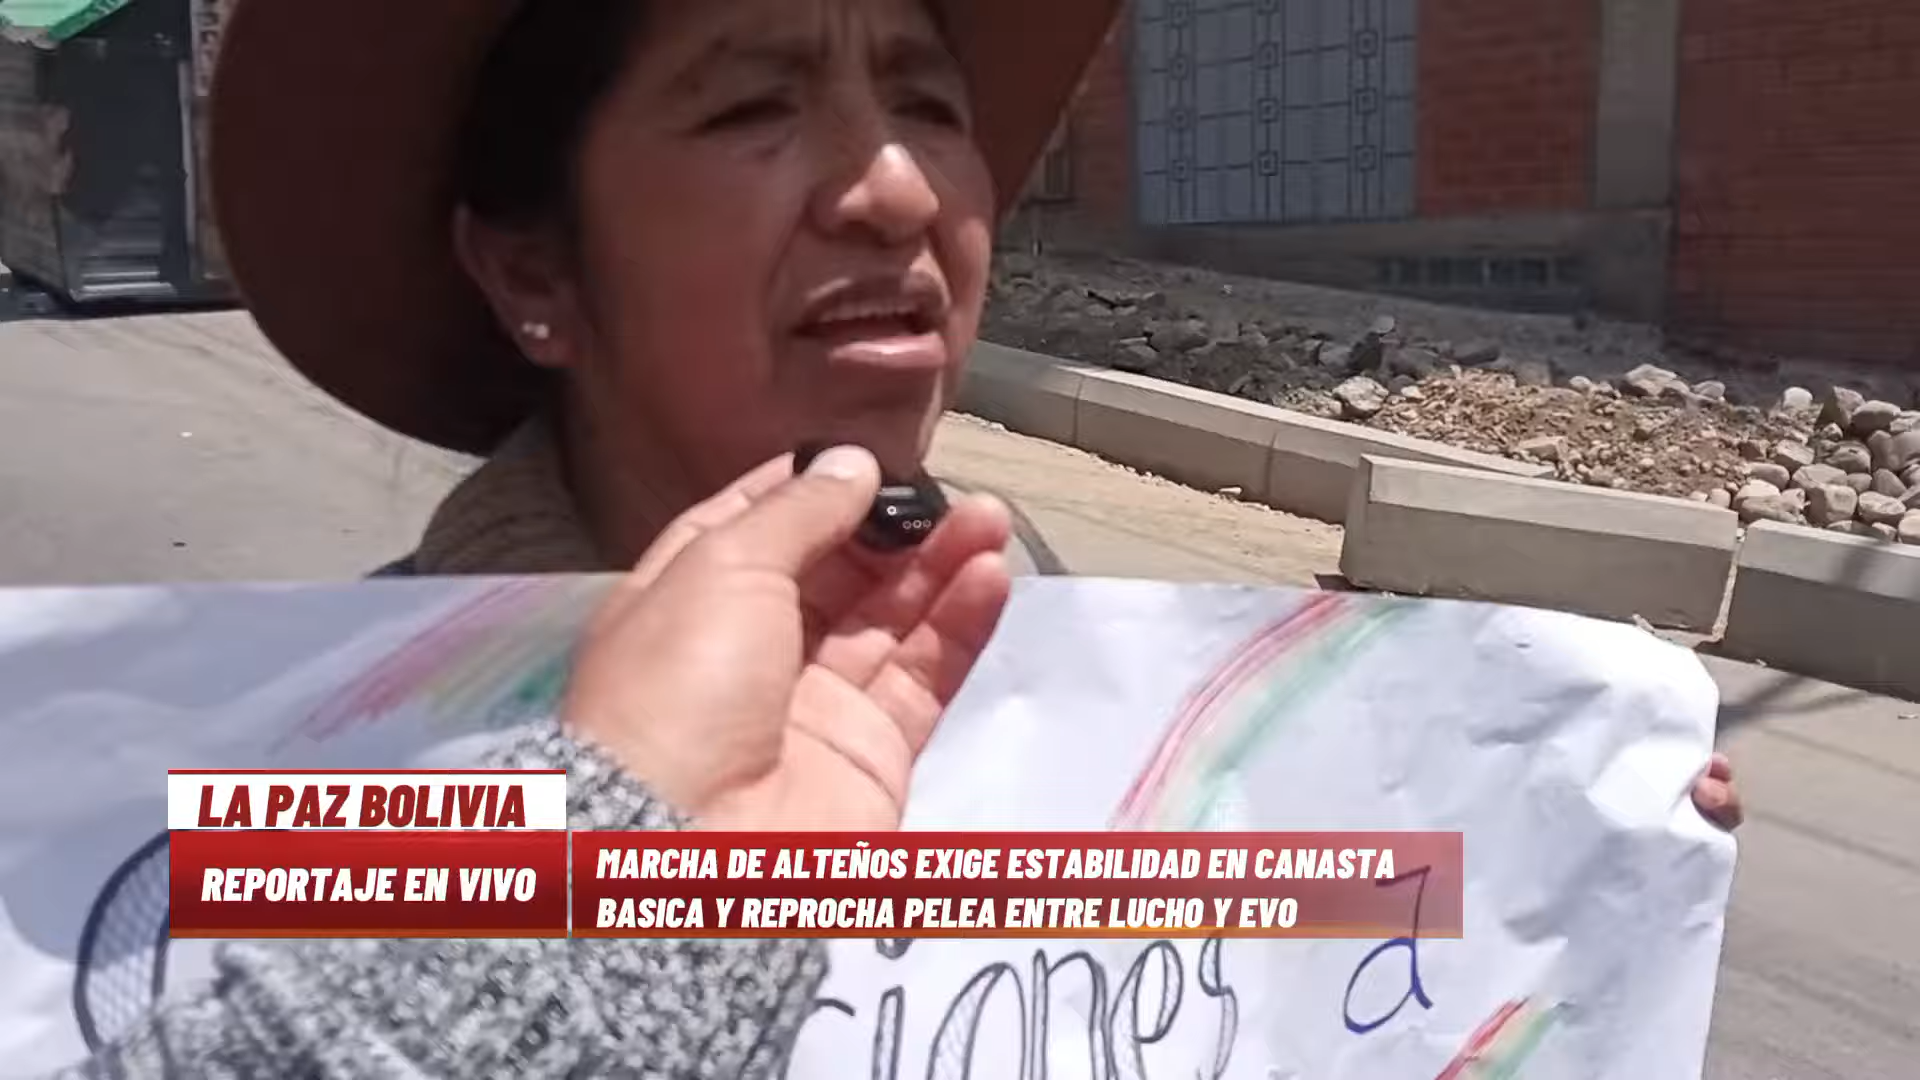 LA PAZ BOLIVIA
REPORTAJE EN VIVO
MARCHA DE ALTEÑOS EXIGE ESTABILIDAD EN CANASTA
BASICA Y REPROCHA PELEA ENTRE LUCHO Y EVO